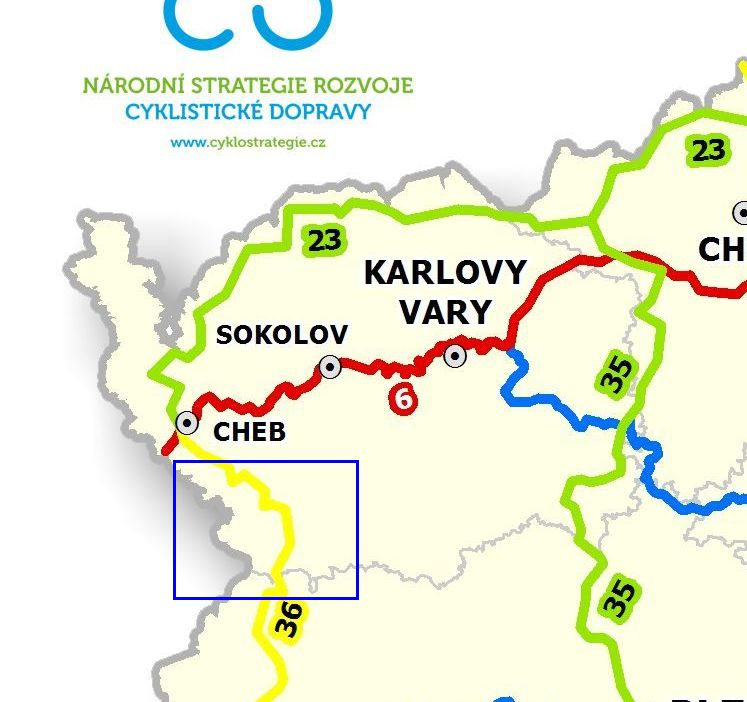 NÁRODNÍ STRATEGIE ROZVOJE
CYKLISTICKÉ DOPRAVY
www.cyklostrategie.cz
23
CH
23
KARLOVY
VARY
SOKOLOV
35
6
CHEB
35
36